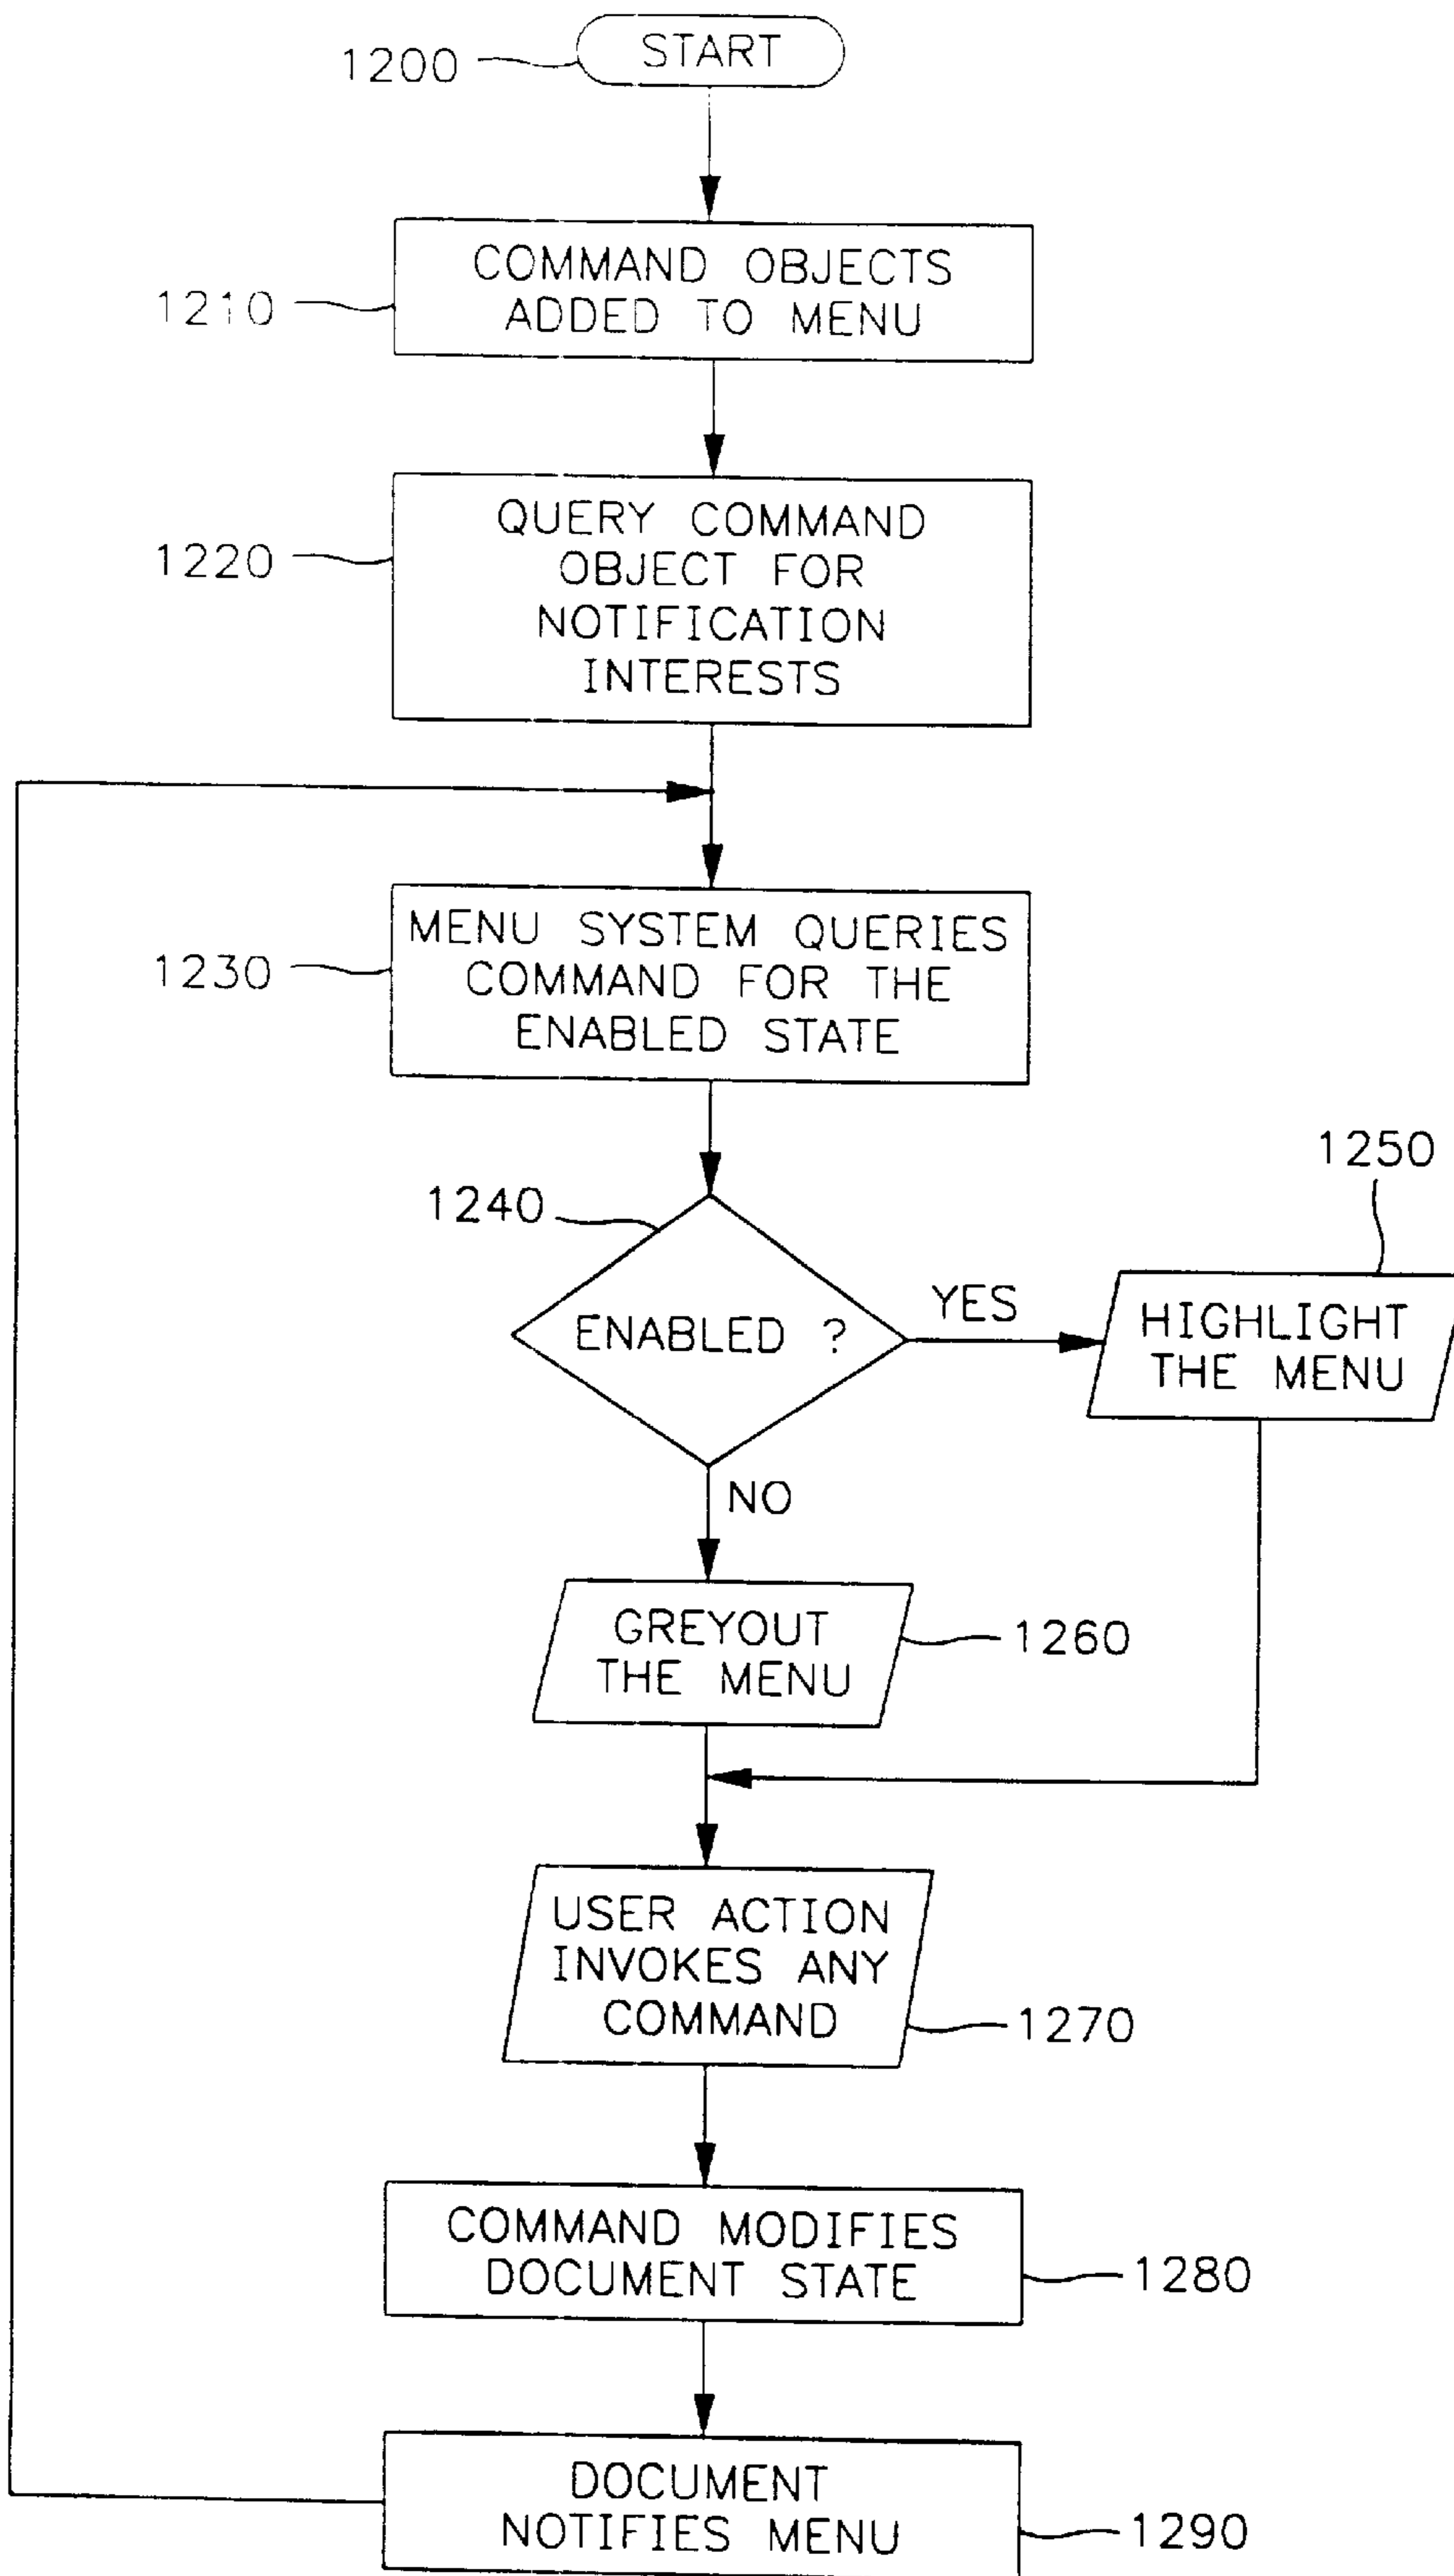 START
1200
COMMAND OBJECTS
ADDED TO MENU
1210
QUERY COMMAND
OBJECT FOR
NOTIFICATION
INTERESTS
1220
MENU SYSTEM QUERIES
COMMAND FOR THE
ENABLED STATE
1230
1240
ENABLED ?
YES
1250
HIGHLIGHT
THE MENU
NO
GREYOUT
THE MENU
1260
USER ACTION
INVOKES ANY
COMMAND
1270
COMMAND MODIFIES
DOCUMENT STATE
1280
DOCUMENT
NOTIFIES MENU
1290